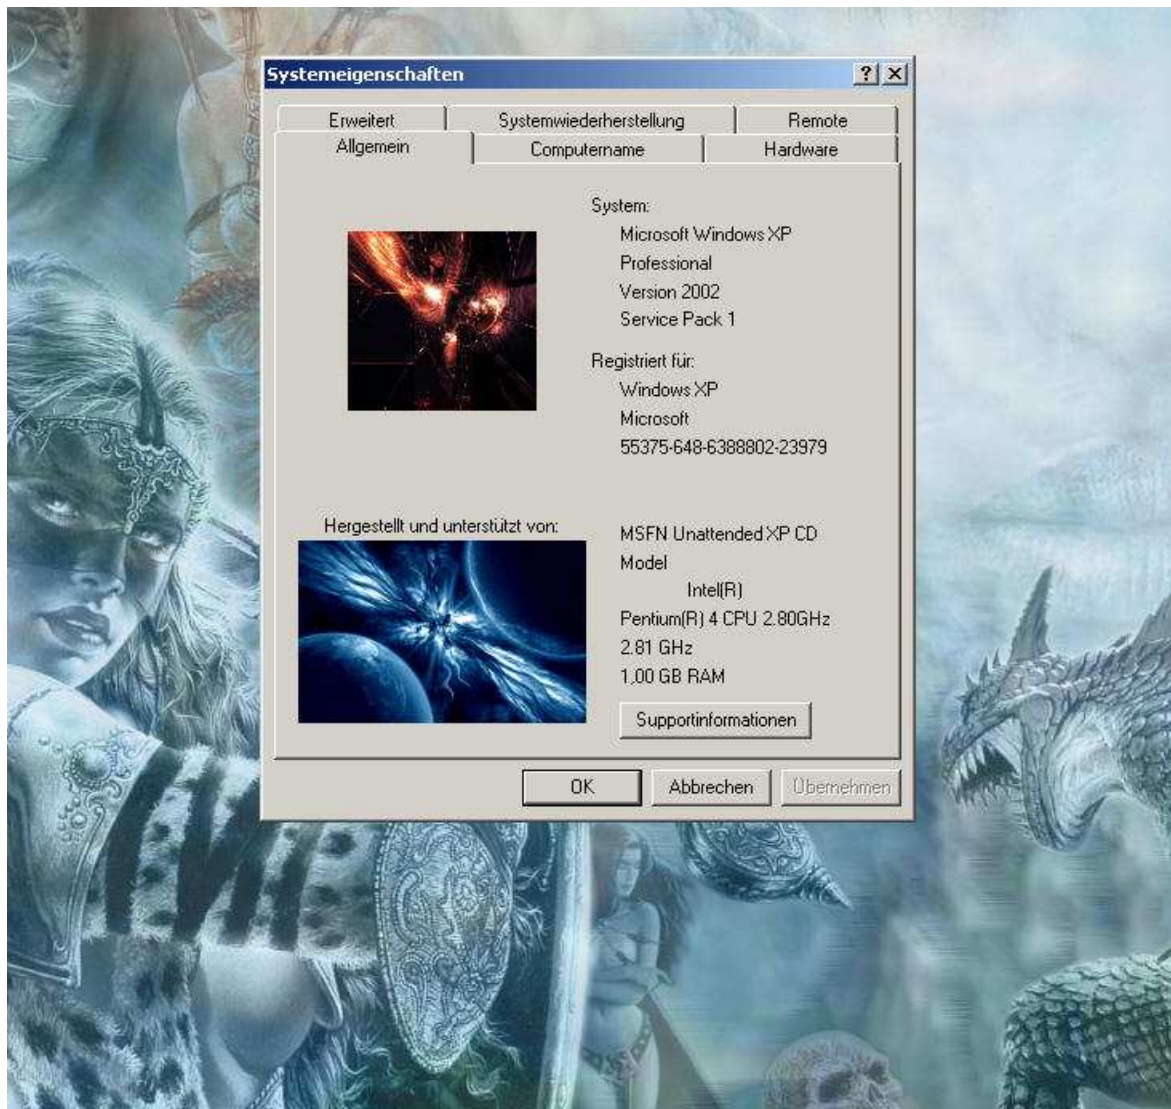 Systemeigenschaften
Erweitert Systemwiederherstellung Remote
Allgemein Computername Hardware
System:
Microsoft Windows XP
Professional
Version 2002
Service Pack 1
Registriert für:
Windows XP
Microsoft
55375-648-6388802-23979
Hergestellt und unterstützt von:
MSFN Unattended XP CD
Model
Intel(R)
Pentium(R) 4 CPU 2.80GHz
2.81 GHz
1,00 GB RAM
Supportinformationen
OK Abbrechen Übernehmen